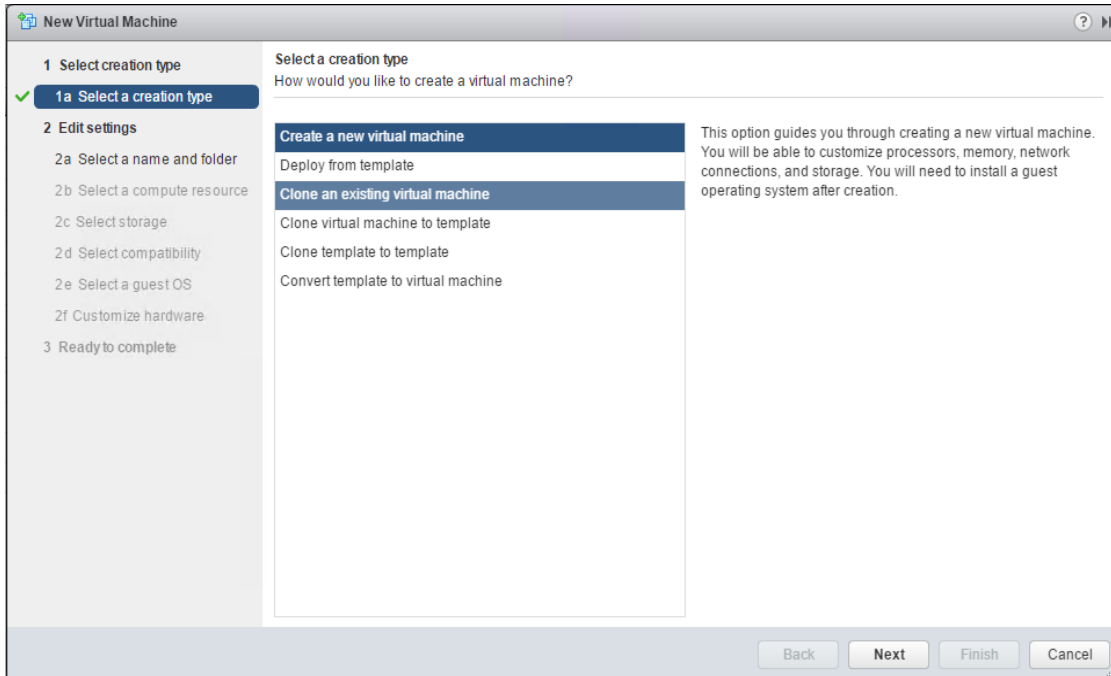 New Virtual Machine
?
1 Select creation type
1a Select a creation type
2 Edit settings
2a Select a name and folder
2b Select a compute resource
2c Select storage
2d Select compatibility
2e Select a guest OS
2f Customize hardware
3 Ready to complete
Select a creation type
How would you like to create a virtual machine?
Create a new virtual machine
Deploy from template
Clone an existing virtual machine
Clone virtual machine to template
Clone template to template
Convert template to virtual machine
This option guides you through creating a new virtual machine.
You will be able to customize processors, memory, network
connections, and storage. You will need to install a guest
operating system after creation.
Back
Next
Finish
Cancel